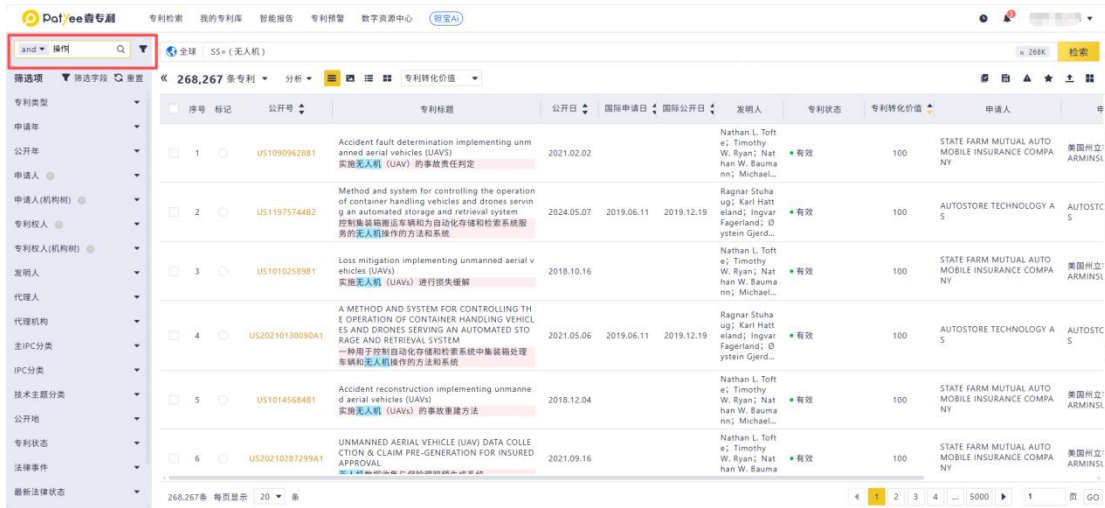 Patyee壹专利 专利检索 我的专利库 智能报告 专利预警 数字资源中心 (银宝Ai)
and 操作
全球 SS=(无人机) 268K 检索
筛选项 筛选字段 重置
« 268,267 条专利 分析 专利转化价值
专利类型
申请年
公开年
申请人
申请人(机构树)
专利权人
专利权人(机构树)
发明人
代理人
代理机构
主IPC分类
IPC分类
技术主题分类
公开地
专利状态
法律事件
最新法律状态
序号 标记 公开号 专利标题 公开日 国际申请日 国际公开日 发明人 专利状态 专利转化价值 申请人
1 US10909628B1
Accident fault determination implementing unm
anned aerial vehicles (UAVS)
实施无人机（UAV）的事故责任判定
2021.02.02
Nathan L. Toft
e; Timothy
W. Ryan; Nat
han W. Bauma
nn; Michael...
有效 100
STATE FARM MUTUAL AUTO
MOBILE INSURANCE COMPA
NY
美国州立
ARMINSU
2 US11975744B2
Method and system for controlling the operation
of container handling vehicles and drones servin
g an automated storage and retrieval system
控制集装箱搬运车辆和为自动化存储和检索系统服
务的无人机操作的方法和系统
2024.05.07 2019.06.11 2019.12.19
Ragnar Stuha
ug; Karl Hatt
eland; Ingvar
Fagerland; Ø
ystein Gjerd...
有效 100
AUTOSTORE TECHNOLOGY A
S
AUTOSTC
S
3 US10102589B1
Loss mitigation implementing unmanned aerial v
ehicles (UAVs)
实施无人机（UAVs）进行损失缓解
2018.10.16
Nathan L. Toft
e; Timothy
W. Ryan; Nat
han W. Bauma
nn; Michael...
有效 100
STATE FARM MUTUAL AUTO
MOBILE INSURANCE COMPA
NY
美国州立
ARMINSU
4 US20210130090A1
A METHOD AND SYSTEM FOR CONTROLLING TH
E OPERATION OF CONTAINER HANDLING VEHICL
ES AND DRONES SERVING AN AUTOMATED STO
RAGE AND RETRIEVAL SYSTEM
一种用于控制自动化存储和检索系统中集装箱处理
车辆和无人机操作的方法和系统
2021.05.06 2019.06.11 2019.12.19
Ragnar Stuha
ug; Karl Hatt
eland; Ingvar
Fagerland; Ø
ystein Gjerd...
有效 100
AUTOSTORE TECHNOLOGY A
S
AUTOSTC
S
5 US10145684B1
Accident reconstruction implementing unmanne
d aerial vehicles (UAVs)
实施无人机（UAVs）的事故重建方法
2018.12.04
Nathan L. Toft
e; Timothy
W. Ryan; Nat
han W. Bauma
nn; Michael...
有效 100
STATE FARM MUTUAL AUTO
MOBILE INSURANCE COMPA
NY
美国州立
ARMINSU
6 US20210287299A1
UNMANNED AERIAL VEHICLE (UAV) DATA COLLE
CTION & CLAIM PRE-GENERATION FOR INSURED
APPROVAL
2021.09.16
Nathan L. Toft
e; Timothy
W. Ryan; Nat
han W. Bauma
有效 100
STATE FARM MUTUAL AUTO
MOBILE INSURANCE COMPA
NY
美国州立
ARMINSU
268,267条 每页显示 20 条 1 2 3 4 ... 5000 1 页 GO